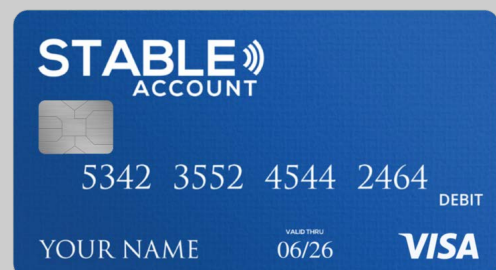 STABLE
ACCOUNT
5342 3552 4544 2464
DEBIT
VALID THRU
YOUR NAME 06/26 VISA